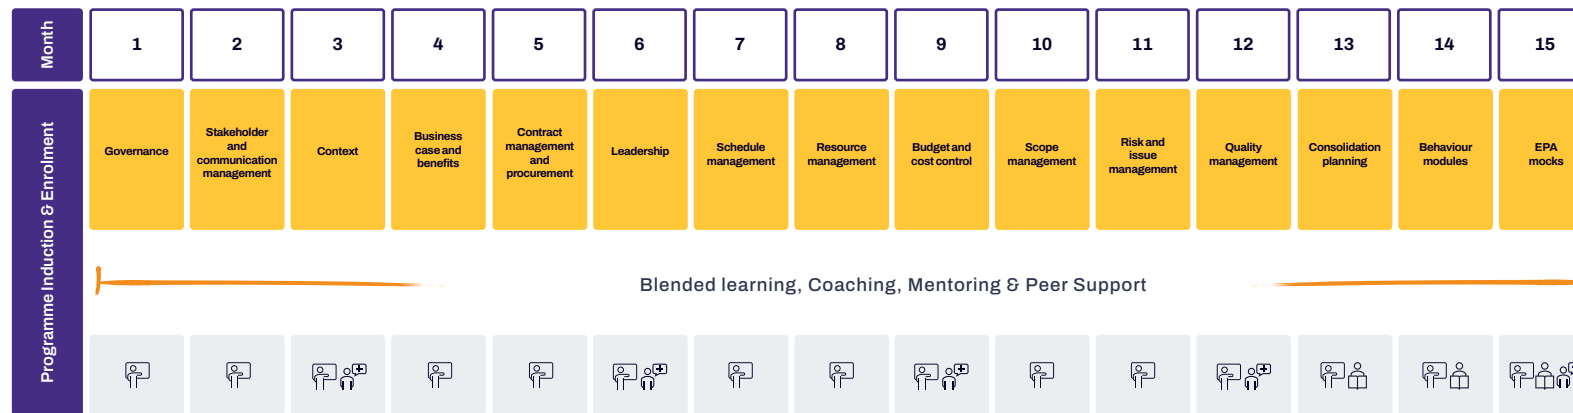 Month
1
2
3
4
5
6
7
8
9
10
11
12
13
14
15
Programme Induction & Enrolment
Governance
Stakeholder
and
communication
management
Context
Business
case and
benefits
Contract
management
and
procurement
Leadership
Schedule
management
Resource
management
Budget and
cost control
Scope
management
Risk and
issue
management
Quality
management
Consolidation
planning
Behaviour
modules
EPA
mocks
Blended learning, Coaching, Mentoring & Peer Support